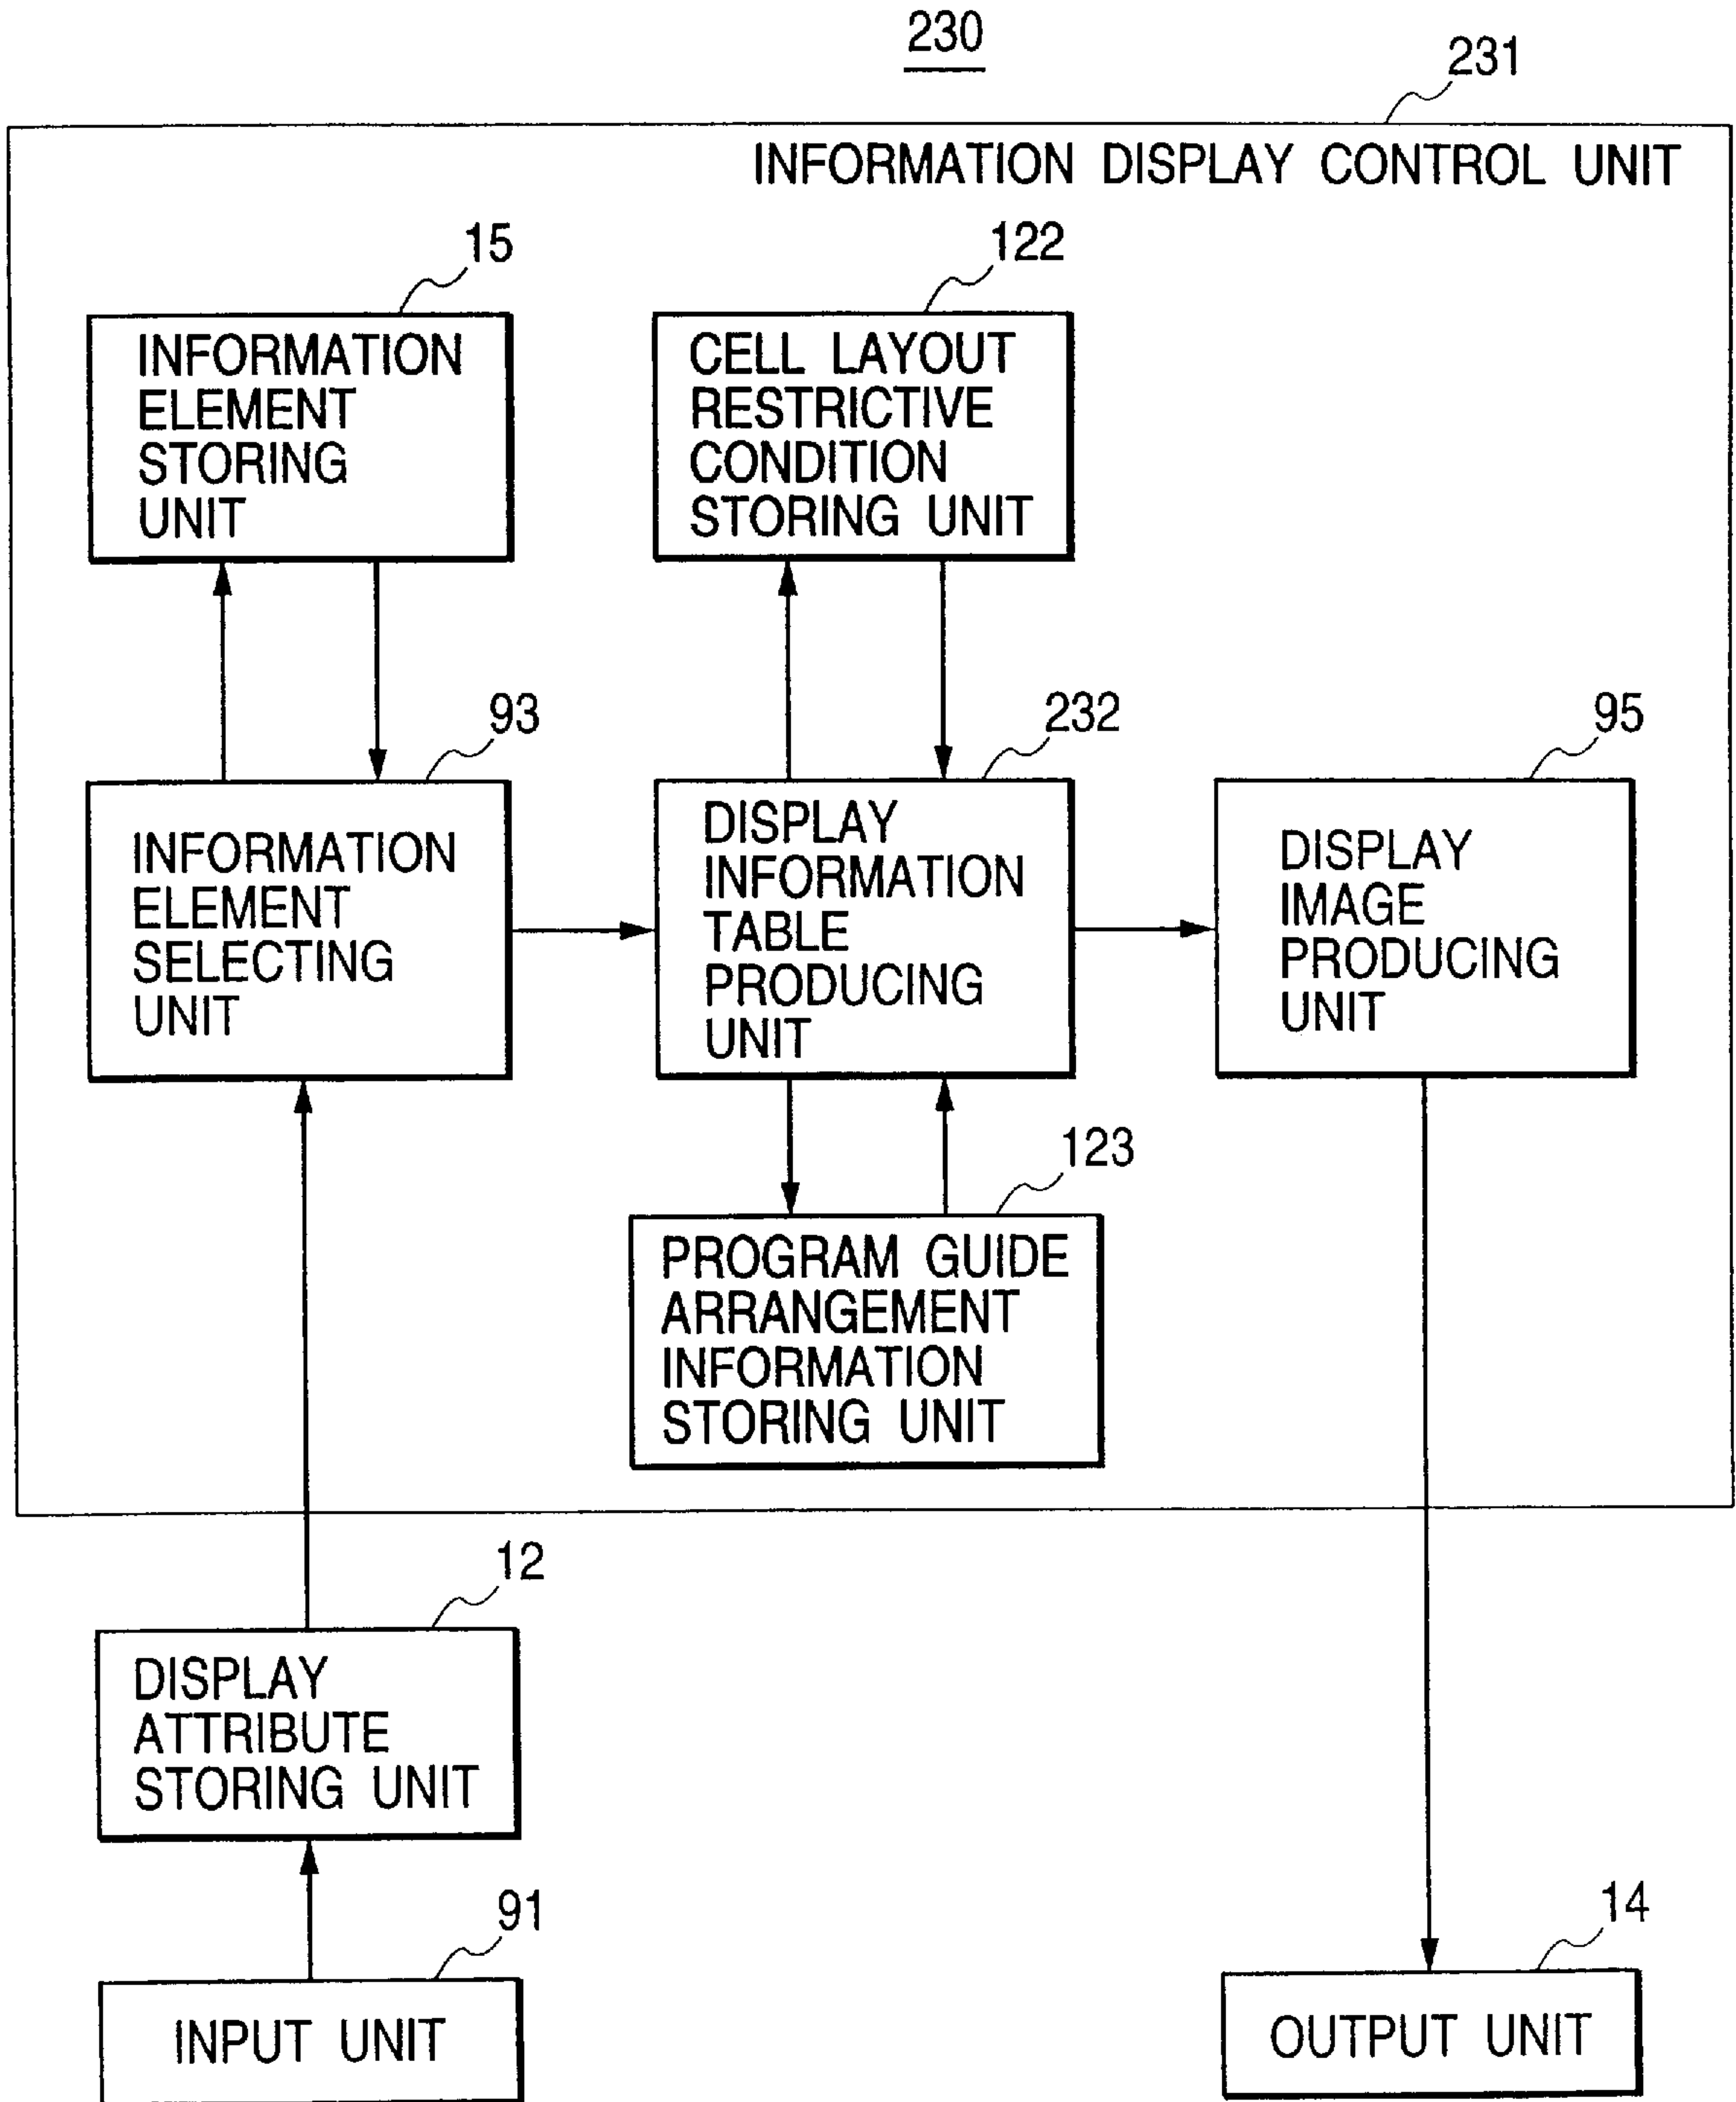 230
231
INFORMATION DISPLAY CONTROL UNIT
15
INFORMATION
ELEMENT
STORING
UNIT
122
CELL LAYOUT
RESTRICTIVE
CONDITION
STORING UNIT
93
INFORMATION
ELEMENT
SELECTING
UNIT
232
DISPLAY
INFORMATION
TABLE
PRODUCING
UNIT
95
DISPLAY
IMAGE
PRODUCING
UNIT
123
PROGRAM GUIDE
ARRANGEMENT
INFORMATION
STORING UNIT
12
DISPLAY
ATTRIBUTE
STORING UNIT
91
INPUT UNIT
14
OUTPUT UNIT